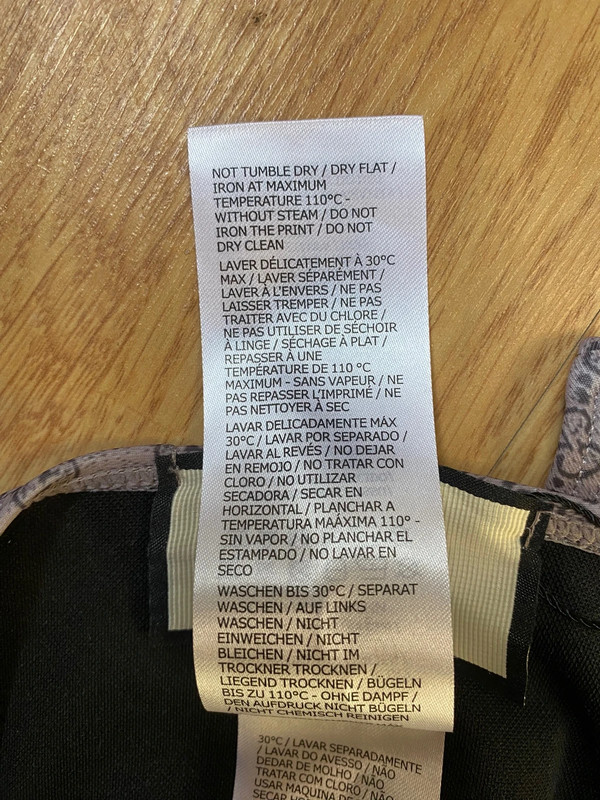 NOT TUMBLE DRY / DRY FLAT /
IRON AT MAXIMUM
TEMPERATURE 110°C -
WITHOUT STEAM / DO NOT
IRON THE PRINT / DO NOT
DRY CLEAN
LAVER DÉLICATEMENT À 30°C
MAX / LAVER SÉPARÉMENT /
LAVER À L'ENVERS / NE PAS
LAISSER TREMPER / NE PAS
TRAITER AVEC DU CHLORE /
NE PAS UTILISER DE SÉCHOIR
À LINGE / SÉCHAGE À PLAT /
REPASSER À UNE
TEMPÉRATURE DE 110 °C
MAXIMUM - SANS VAPEUR / NE
PAS REPASSER L'IMPRIMÉ / NE
PAS NETTOYER À SEC
LAVAR DELICADAMENTE MÁX
30°C / LAVAR POR SEPARADO /
LAVAR AL REVÉS / NO DEJAR
EN REMOJO / NO TRATAR CON
CLORO / NO UTILIZAR
SECADORA / SECAR EN
HORIZONTAL / PLANCHAR A
TEMPERATURA MAÁXIMA 110° -
SIN VAPOR / NO PLANCHAR EL
ESTAMPADO / NO LAVAR EN
SECO
WASCHEN BIS 30°C / SEPARAT
WASCHEN / AUF LINKS
WASCHEN / NICHT
EINWEICHEN / NICHT
BLEICHEN / NICHT IM
TROCKNER TROCKNEN /
LIEGEND TROCKNEN / BÜGELN
BIS ZU 110°C - OHNE DAMPF /
DEN AUFDRUCK NICHT BÜGELN
/ NICHT CHEMISCH REINIGEN
30°C / LAVAR SEPARADAMENTE
/ LAVAR DO AVESSO / NÃO
DEDAR DE MOLHO / NÃO
TRATAR COM CLORO / NÃO
USAR MAQUINA DE
SECAR